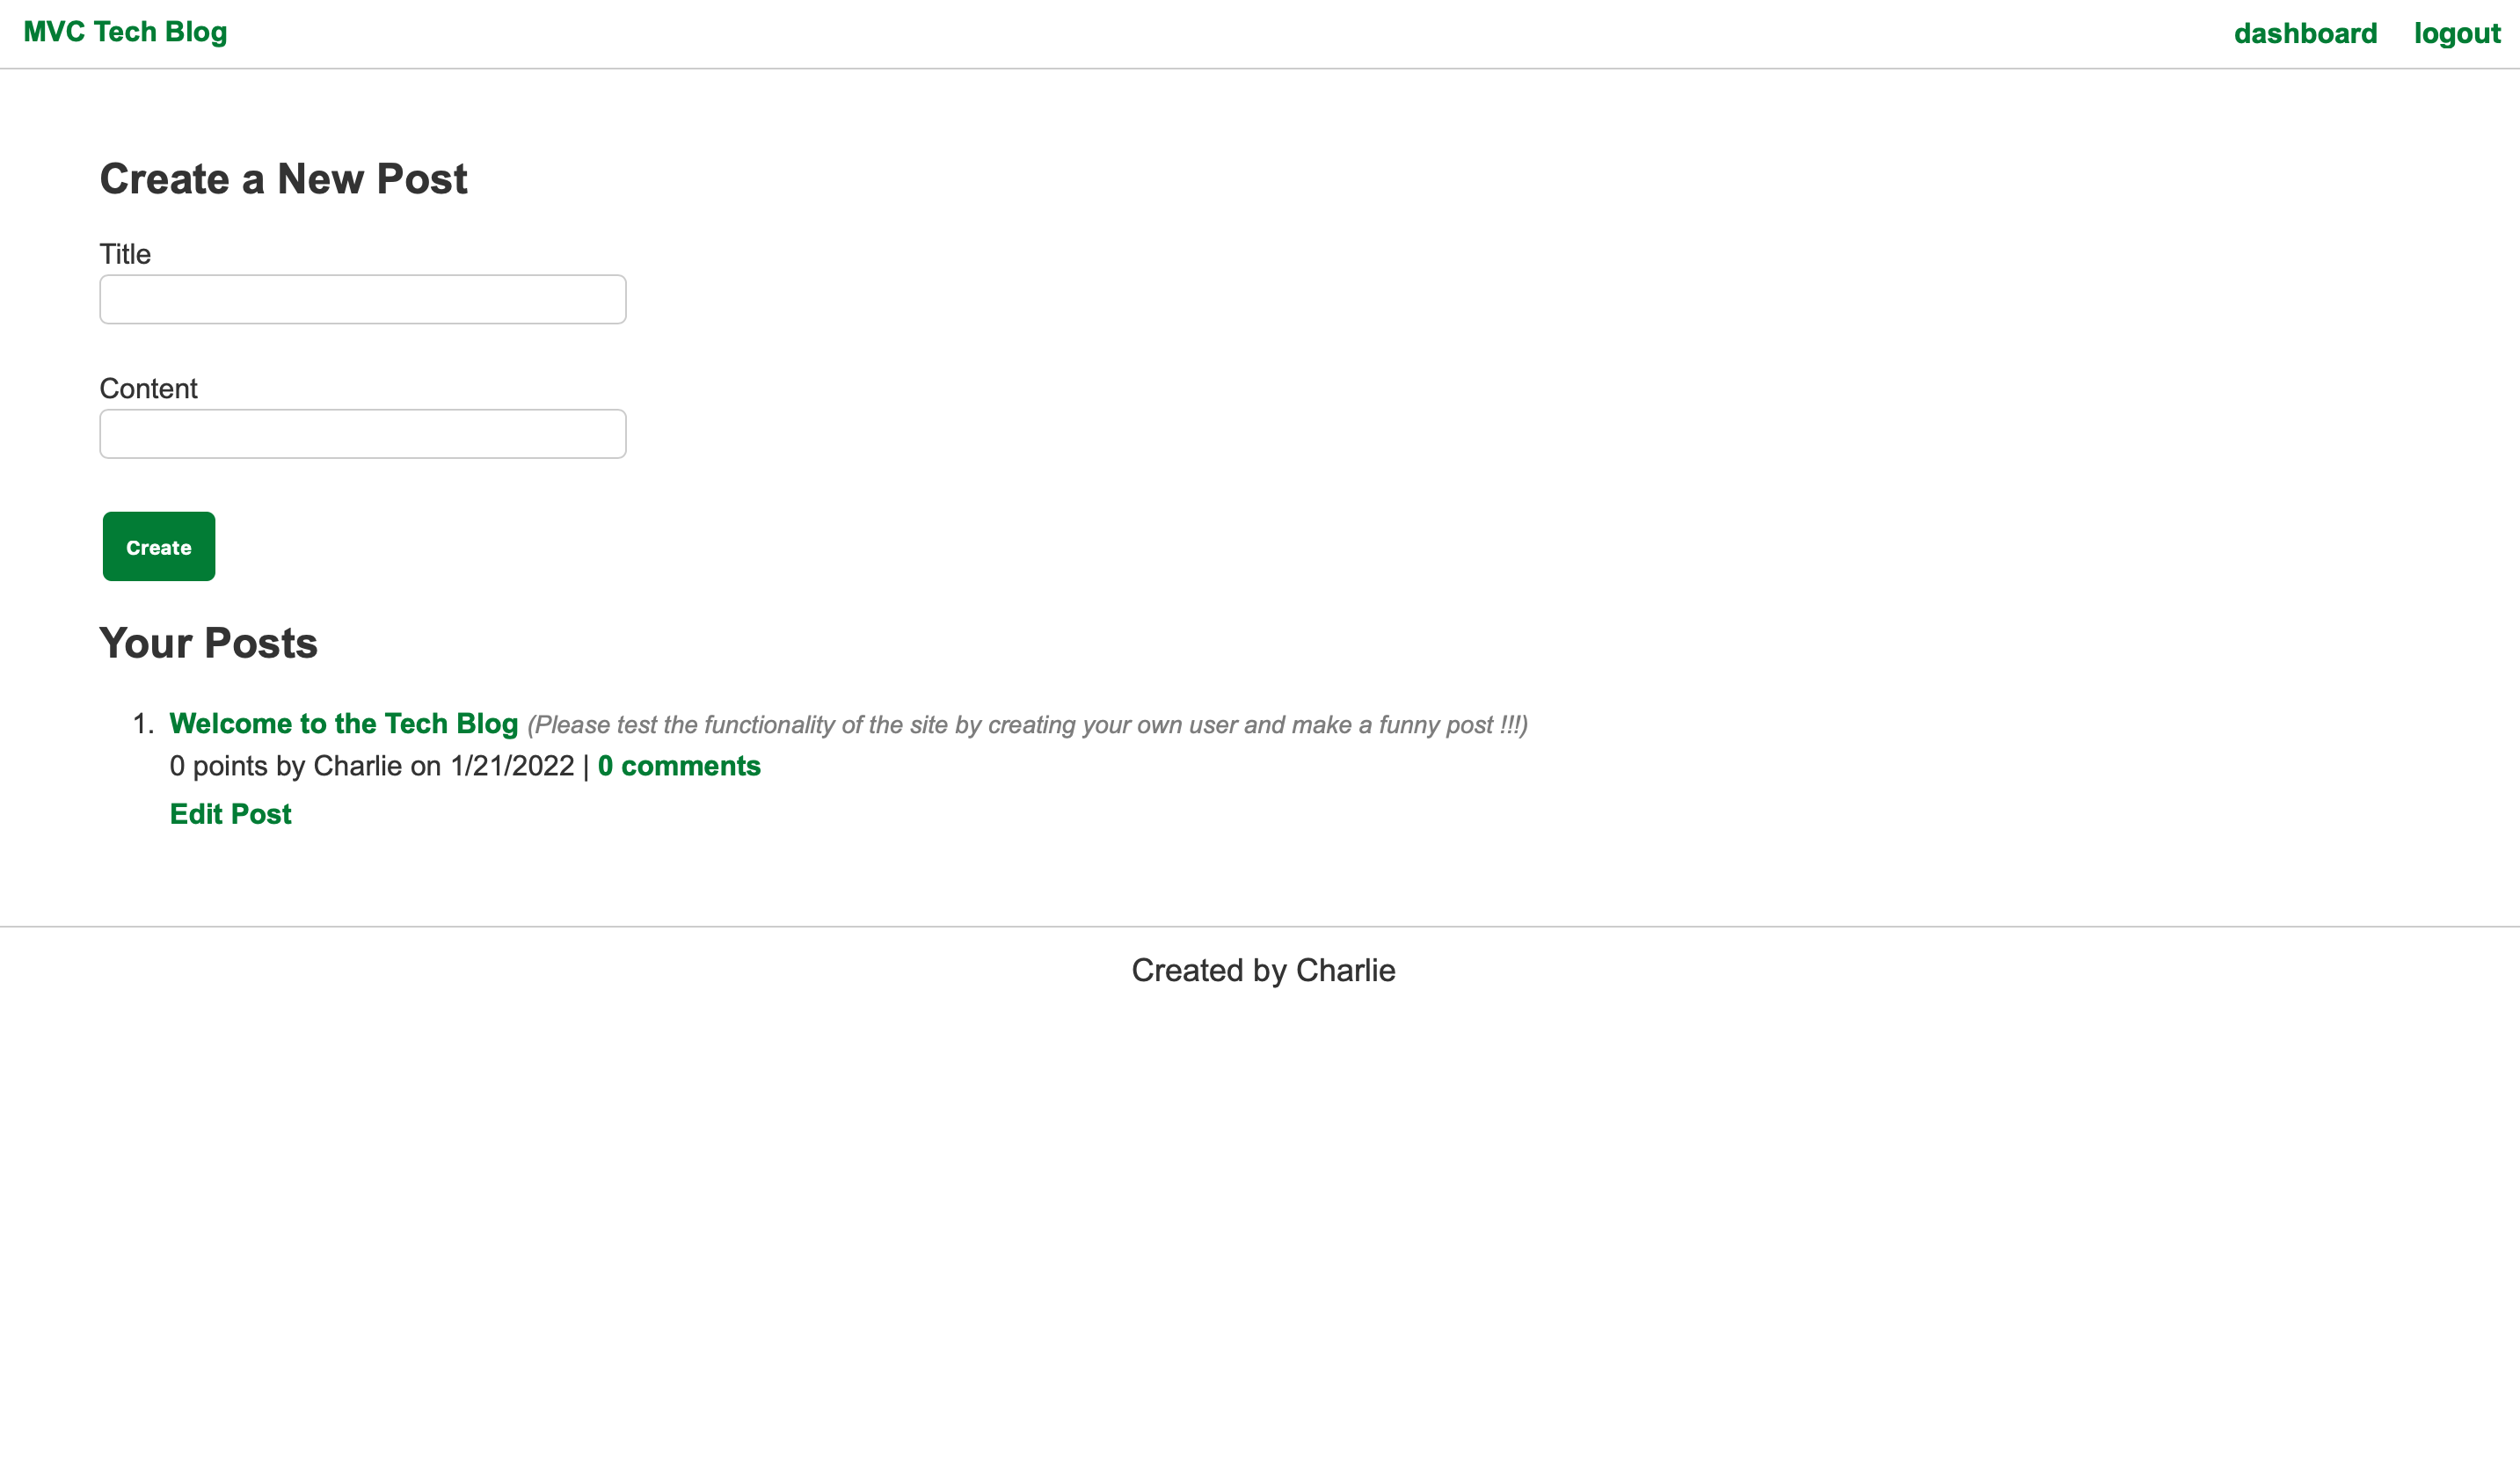 MVC Tech Blog
dashboard logout
Create a New Post
Title
Content
Create
Your Posts
1. Welcome to the Tech Blog (Please test the functionality of the site by creating your own user and make a funny post !!!)
0 points by Charlie on 1/21/2022 | 0 comments
Edit Post
Created by Charlie